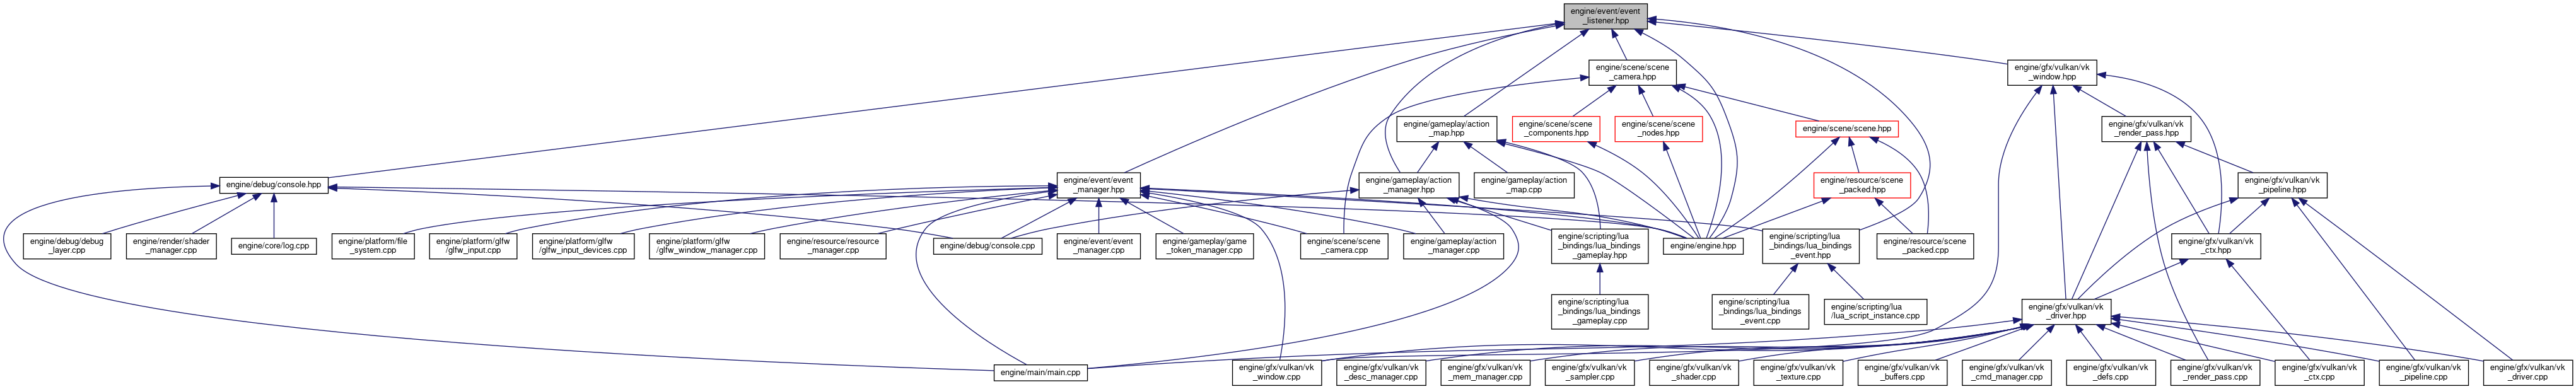 engine/event/event
_listener.hpp
engine/scene/scene
_camera.hpp
engine/gfx/vulkan/vk
_window.hpp
engine/gameplay/action
_map.hpp
engine/scene/scene
_components.hpp
engine/scene/scene
_nodes.hpp
engine/scene/scene.hpp
engine/gfx/vulkan/vk
_render_pass.hpp
engine/debug/console.hpp
engine/event/event
_manager.hpp
engine/gameplay/action
_manager.hpp
engine/gameplay/action
_map.cpp
engine/resource/scene
_packed.hpp
engine/gfx/vulkan/vk
_pipeline.hpp
engine/debug/debug
_layer.cpp
engine/render/shader
_manager.cpp
engine/core/log.cpp
engine/platform/file
_system.cpp
engine/platform/glfw
/glfw_input.cpp
engine/platform/glfw
/glfw_input_devices.cpp
engine/platform/glfw
/glfw_window_manager.cpp
engine/resource/resource
_manager.cpp
engine/debug/console.cpp
engine/event/event
_manager.cpp
engine/gameplay/game
_token_manager.cpp
engine/scene/scene
_camera.cpp
engine/gameplay/action
_manager.cpp
engine/scripting/lua
_bindings/lua_bindings
_gameplay.hpp
engine/engine.hpp
engine/scripting/lua
_bindings/lua_bindings
_event.hpp
engine/resource/scene
_packed.cpp
engine/gfx/vulkan/vk
_ctx.hpp
engine/scripting/lua
_bindings/lua_bindings
_gameplay.cpp
engine/scripting/lua
_bindings/lua_bindings
_event.cpp
engine/scripting/lua
/lua_script_instance.cpp
engine/gfx/vulkan/vk
_driver.hpp
engine/main/main.cpp
engine/gfx/vulkan/vk
_window.cpp
engine/gfx/vulkan/vk
_desc_manager.cpp
engine/gfx/vulkan/vk
_mem_manager.cpp
engine/gfx/vulkan/vk
_sampler.cpp
engine/gfx/vulkan/vk
_shader.cpp
engine/gfx/vulkan/vk
_texture.cpp
engine/gfx/vulkan/vk
_buffers.cpp
engine/gfx/vulkan/vk
_cmd_manager.cpp
engine/gfx/vulkan/vk
_defs.cpp
engine/gfx/vulkan/vk
_render_pass.cpp
engine/gfx/vulkan/vk
_ctx.cpp
engine/gfx/vulkan/vk
_pipeline.cpp
engine/gfx/vulkan/vk
_driver.cpp